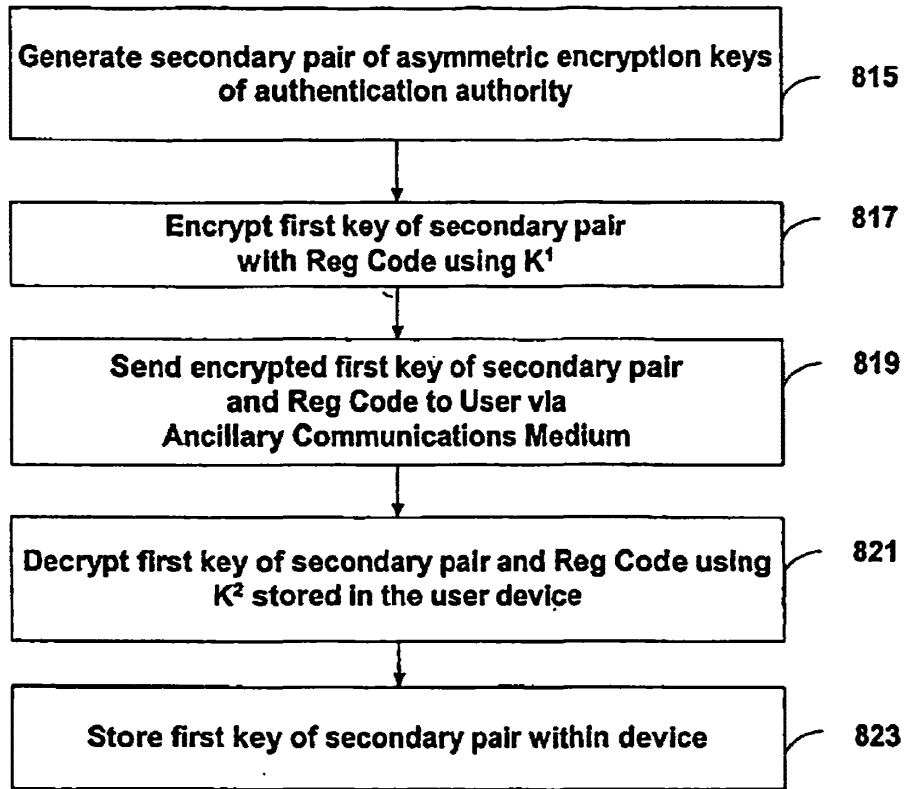 Generate secondary pair of asymmetric encryption keys
of authentication authority
815
Encrypt first key of secondary pair
with Reg Code using K¹
817
Send encrypted first key of secondary pair
and Reg Code to User via
Ancillary Communications Medium
819
Decrypt first key of secondary pair and Reg Code using
K² stored in the user device
821
Store first key of secondary pair within device
823